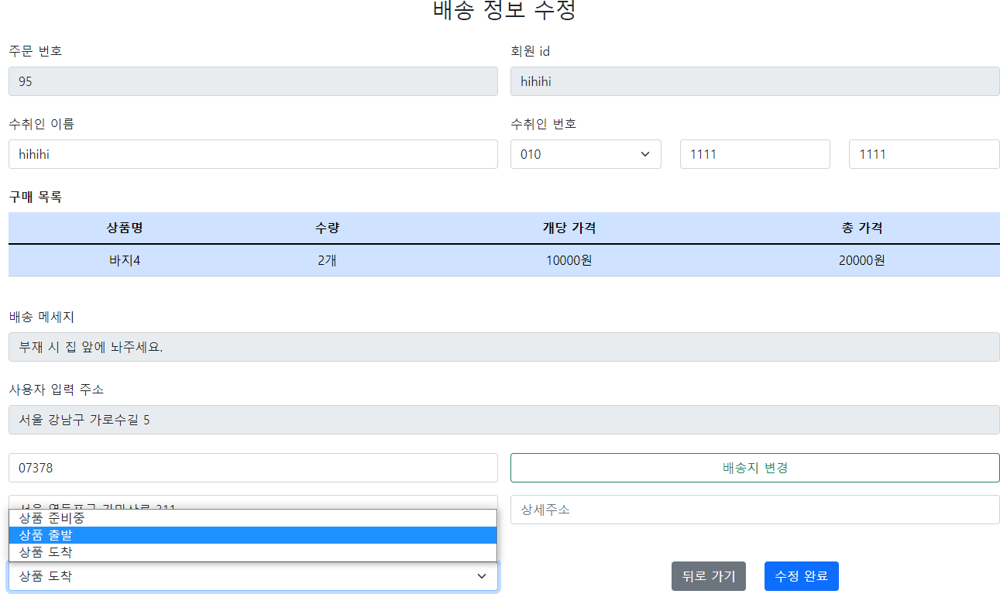 배송 정보 수정
주문 번호 회원 id
95 hihihi
수취인 이름 수취인 번호
hihihi 010 1111 1111
구매 목록
상품명 수량 개당 가격 총 가격
바지4 2개 10000원 20000원
배송 메세지
부재 시 집 앞에 놔주세요.
사용자 입력 주소
서울 강남구 가로수길 5
07378 배송지 변경
서울 상세주소
상품 준비중
상품 출발
상품 도착
상품 도착 뒤로 가기 수정 완료